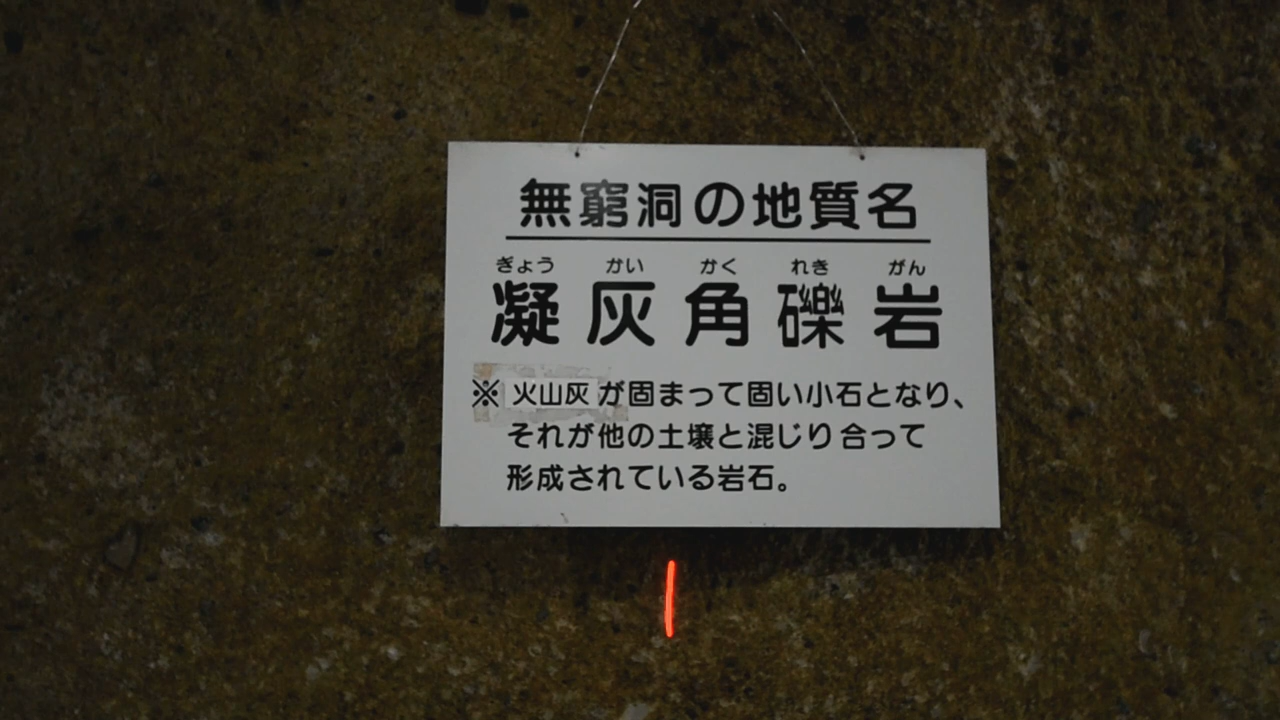 無窮洞の地質名
ぎょう かい かく れき がん
凝灰角礫岩
※火山灰が固まって固い小石となり、
それが他の土壌と混じり合って
形成されている岩石。